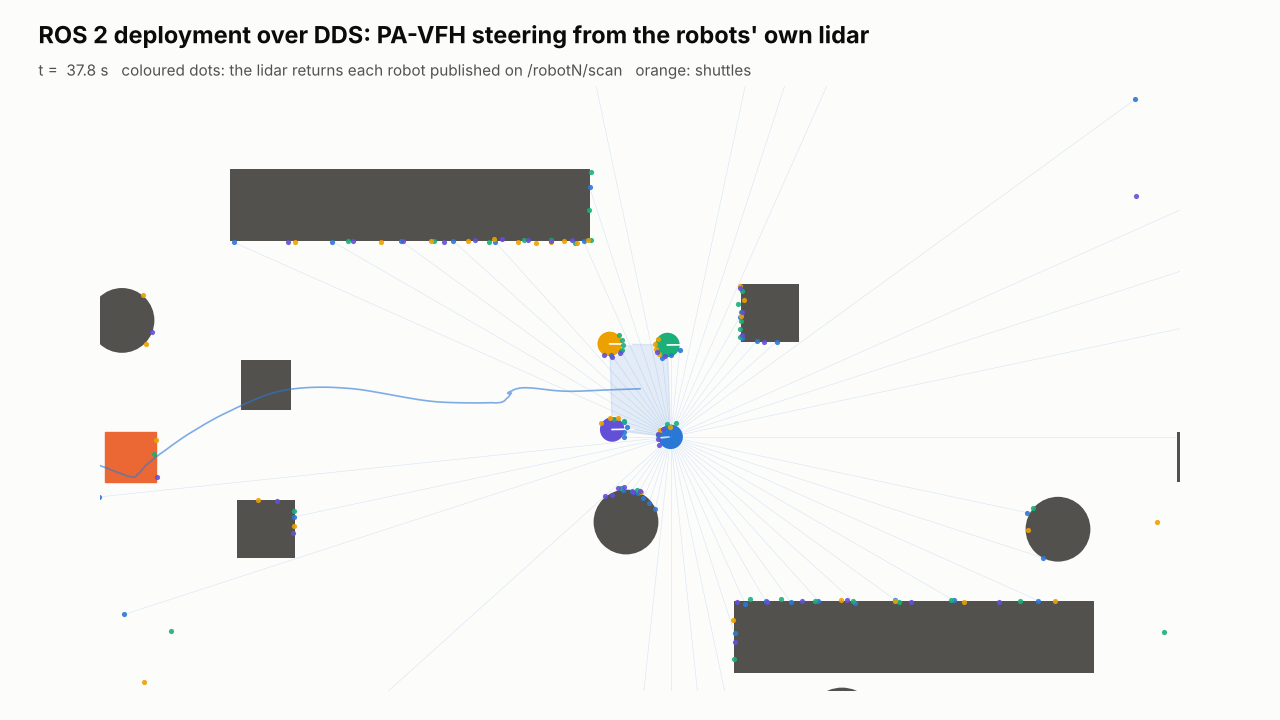 ROS 2 deployment over DDS: PA-VFH steering from the robots' own lidar
t =  37.8 s   coloured dots: the lidar returns each robot published on /robotN/scan   orange: shuttles